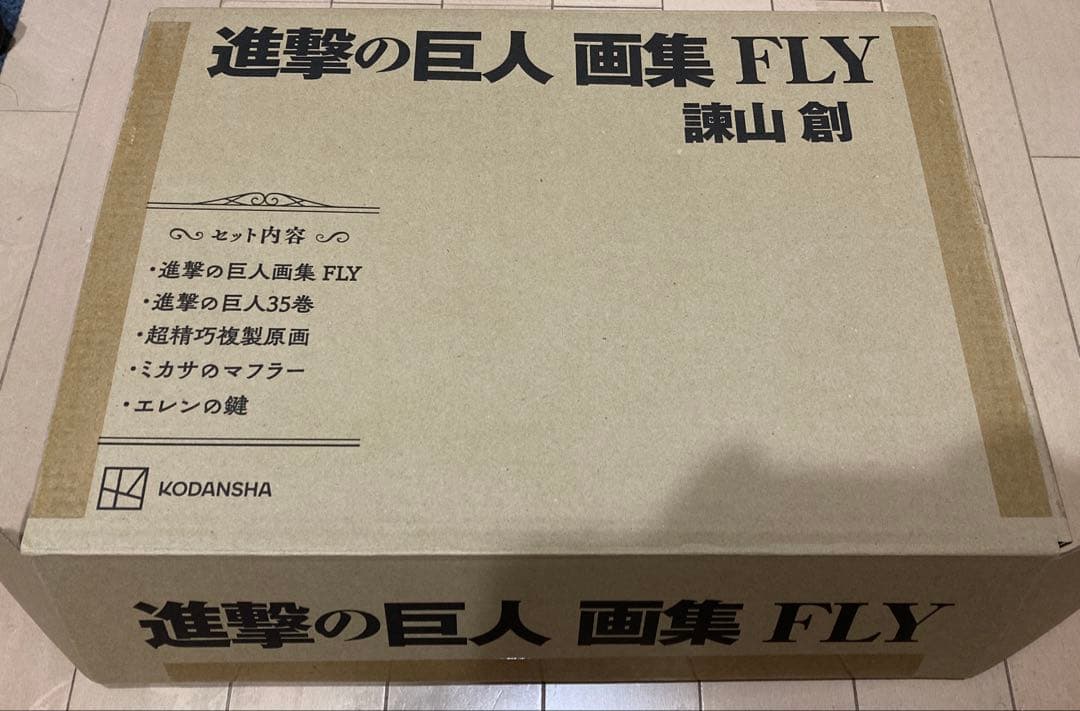 進撃の巨人 画集 FLY
諫山 創
セット内容
・進撃の巨人画集 FLY
・進撃の巨人35巻
・超精巧複製原画
・ミカサのマフラー
・エレンの鍵
KODANSHA
進撃の巨人 画集 FLY